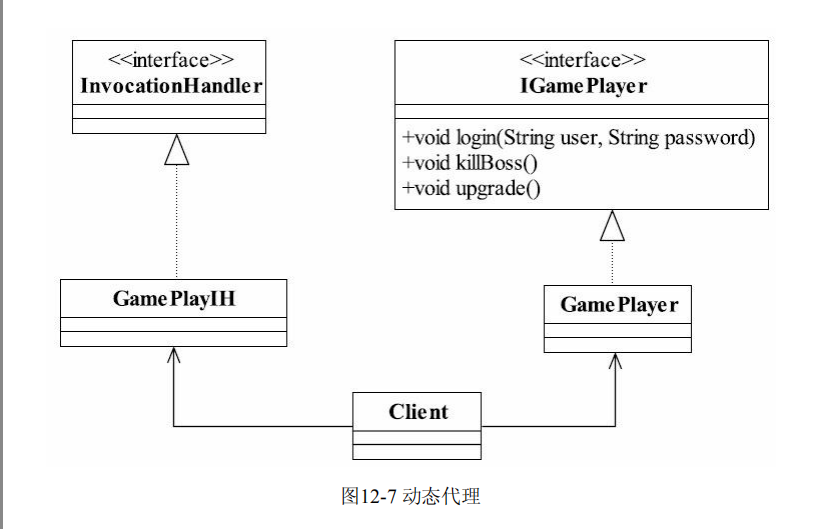 <<interface>>
InvocationHandler
<<interface>>
IGamePlayer
+void login(String user, String password)
+void killBoss()
+void upgrade()
GamePlayIH
GamePlayer
Client
图12-7 动态代理